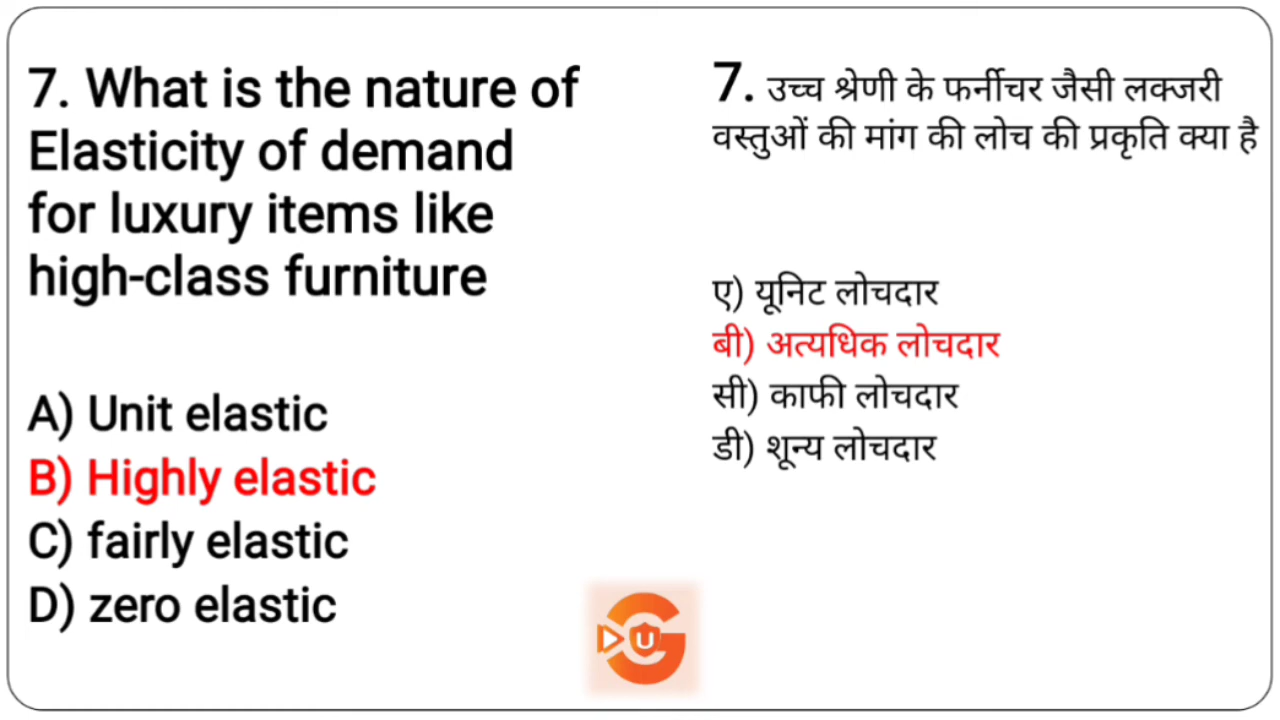 7. What is the nature of
Elasticity of demand
for luxury items like
high-class furniture
A) Unit elastic
B) Highly elastic
C) fairly elastic
D) zero elastic
7. उच्च श्रेणी के फर्नीचर जैसी लक्जरी
वस्तुओं की मांग की लोच की प्रकृति क्या है
ए) यूनिट लोचदार
बी) अत्यधिक लोचदार
सी) काफी लोचदार
डी) शून्य लोचदार
U